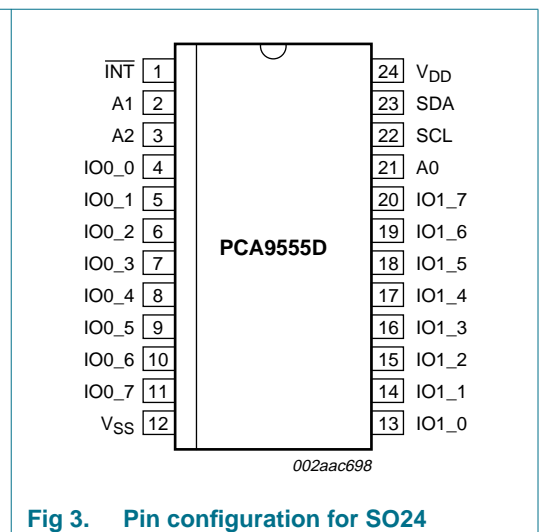 INT 1 24 VDD
A1 2 23 SDA
A2 3 22 SCL
IO0_0 4 21 A0
IO0_1 5 20 IO1_7
IO0_2 6 19 IO1_6
IO0_3 7 18 IO1_5
PCA9555D
IO0_4 8 17 IO1_4
IO0_5 9 16 IO1_3
IO0_6 10 15 IO1_2
IO0_7 11 14 IO1_1
VSS 12 13 IO1_0
002aac698
Fig 3. Pin configuration for SO24